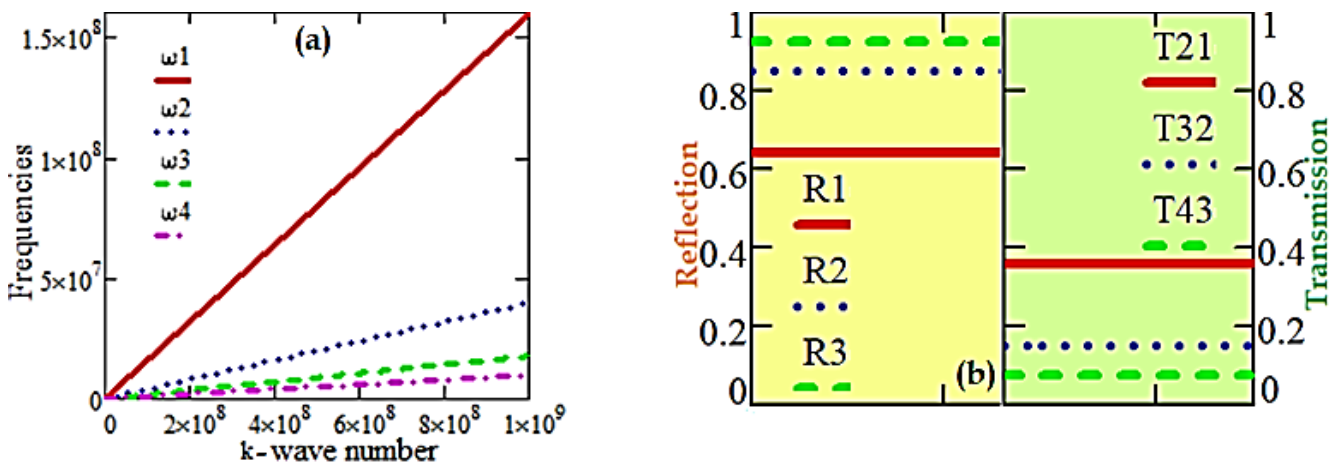 (a)
ω1
ω2
ω3
ω4
1.5×10⁸
1×10⁸
5×10⁷
0
Frequencies
0
2×10⁸
4×10⁸
6×10⁸
8×10⁸
1×10⁹
k-wave number
1
0.8
0.6
0.4
0.2
0
Reflection
R1
R2
R3
(b)
T21
T32
T43
1
0.8
0.6
0.4
0.2
0
Transmission